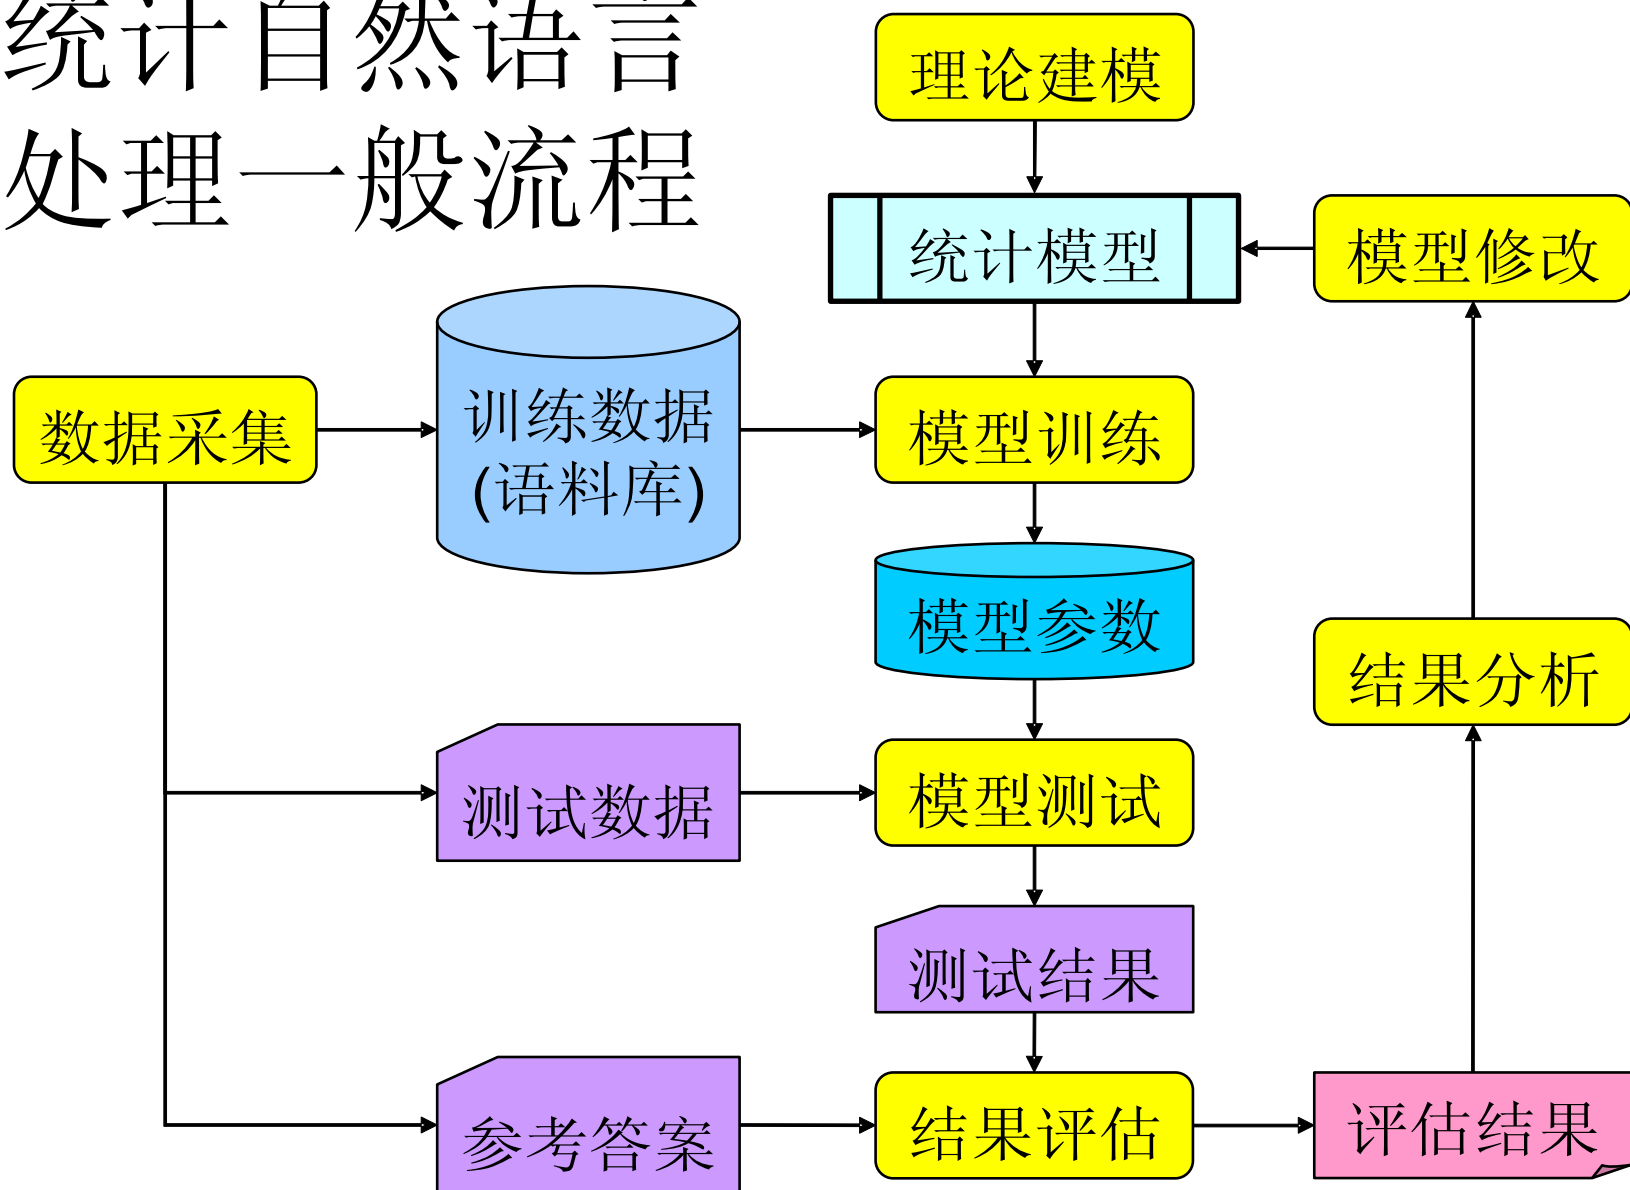 统计自然语言
处理一般流程
理论建模
统计模型
模型修改
数据采集
训练数据
(语料库)
模型训练
模型参数
结果分析
测试数据
模型测试
测试结果
参考答案
结果评估
评估结果